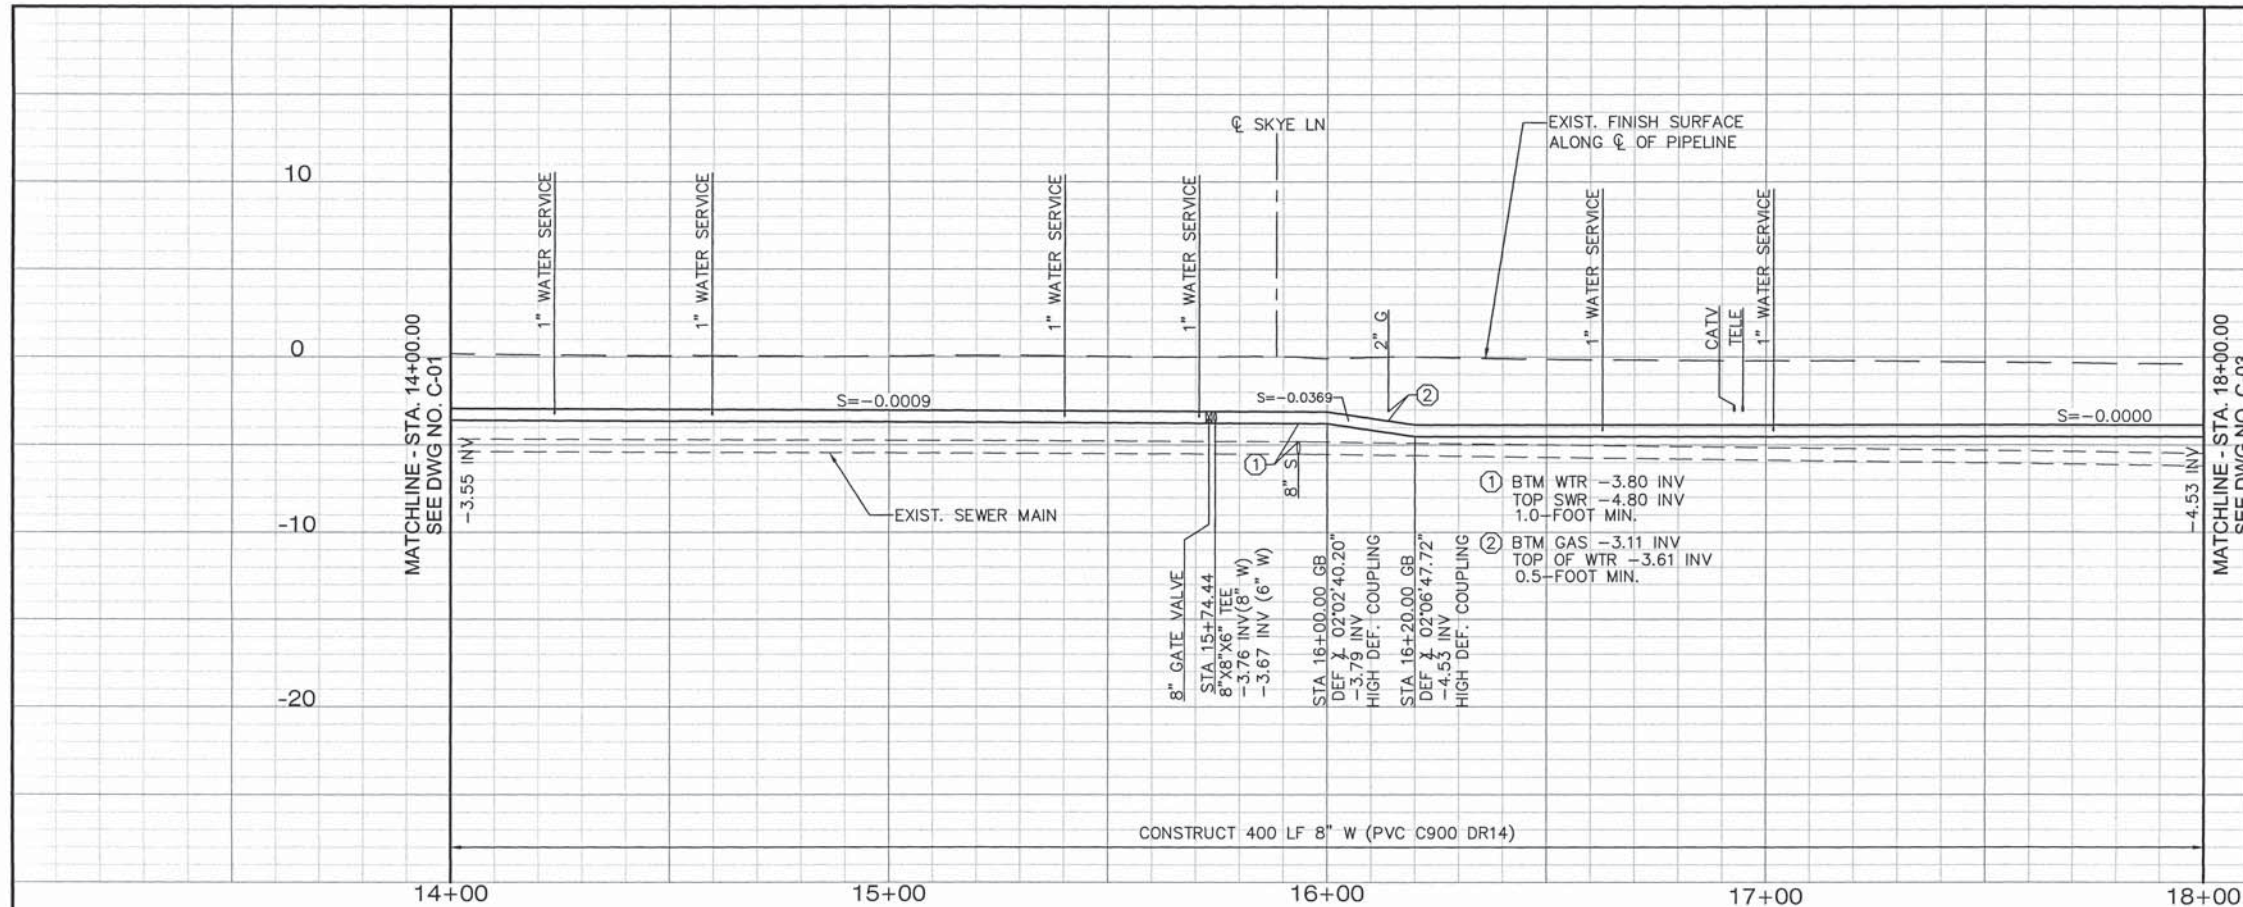 ℄ SKYE LN
EXIST. FINISH SURFACE
ALONG ℄ OF PIPELINE
10
0
-10
-20
MATCHLINE - STA. 14+00.00
SEE DWG NO. C-01
-3.55 INV
1" WATER SERVICE
1" WATER SERVICE
1" WATER SERVICE
1" WATER SERVICE
2" G
1" WATER SERVICE
CATV
TELE
1" WATER SERVICE
S=-0.0009
S=-0.0369
S=-0.0000
2
1
8" S
EXIST. SEWER MAIN
1 BTM WTR -3.80 INV
TOP SWR -4.80 INV
1.0-FOOT MIN.
2 BTM GAS -3.11 INV
TOP OF WTR -3.61 INV
0.5-FOOT MIN.
8" GATE VALVE
STA 15+74.44
8"X8"X6" TEE
-3.76 INV (8" W)
-3.67 INV (6" W)
STA 16+00.00 GB
DEF ∡ 02°02'40.20"
-3.79 INV
HIGH DEF. COUPLING
STA 16+20.00 GB
DEF ∡ 02°06'47.72"
-4.53 INV
HIGH DEF. COUPLING
-4.53 INV
MATCHLINE - STA. 18+00.00
SEE DWG NO. C-03
CONSTRUCT 400 LF 8" W (PVC C900 DR14)
14+00
15+00
16+00
17+00
18+00